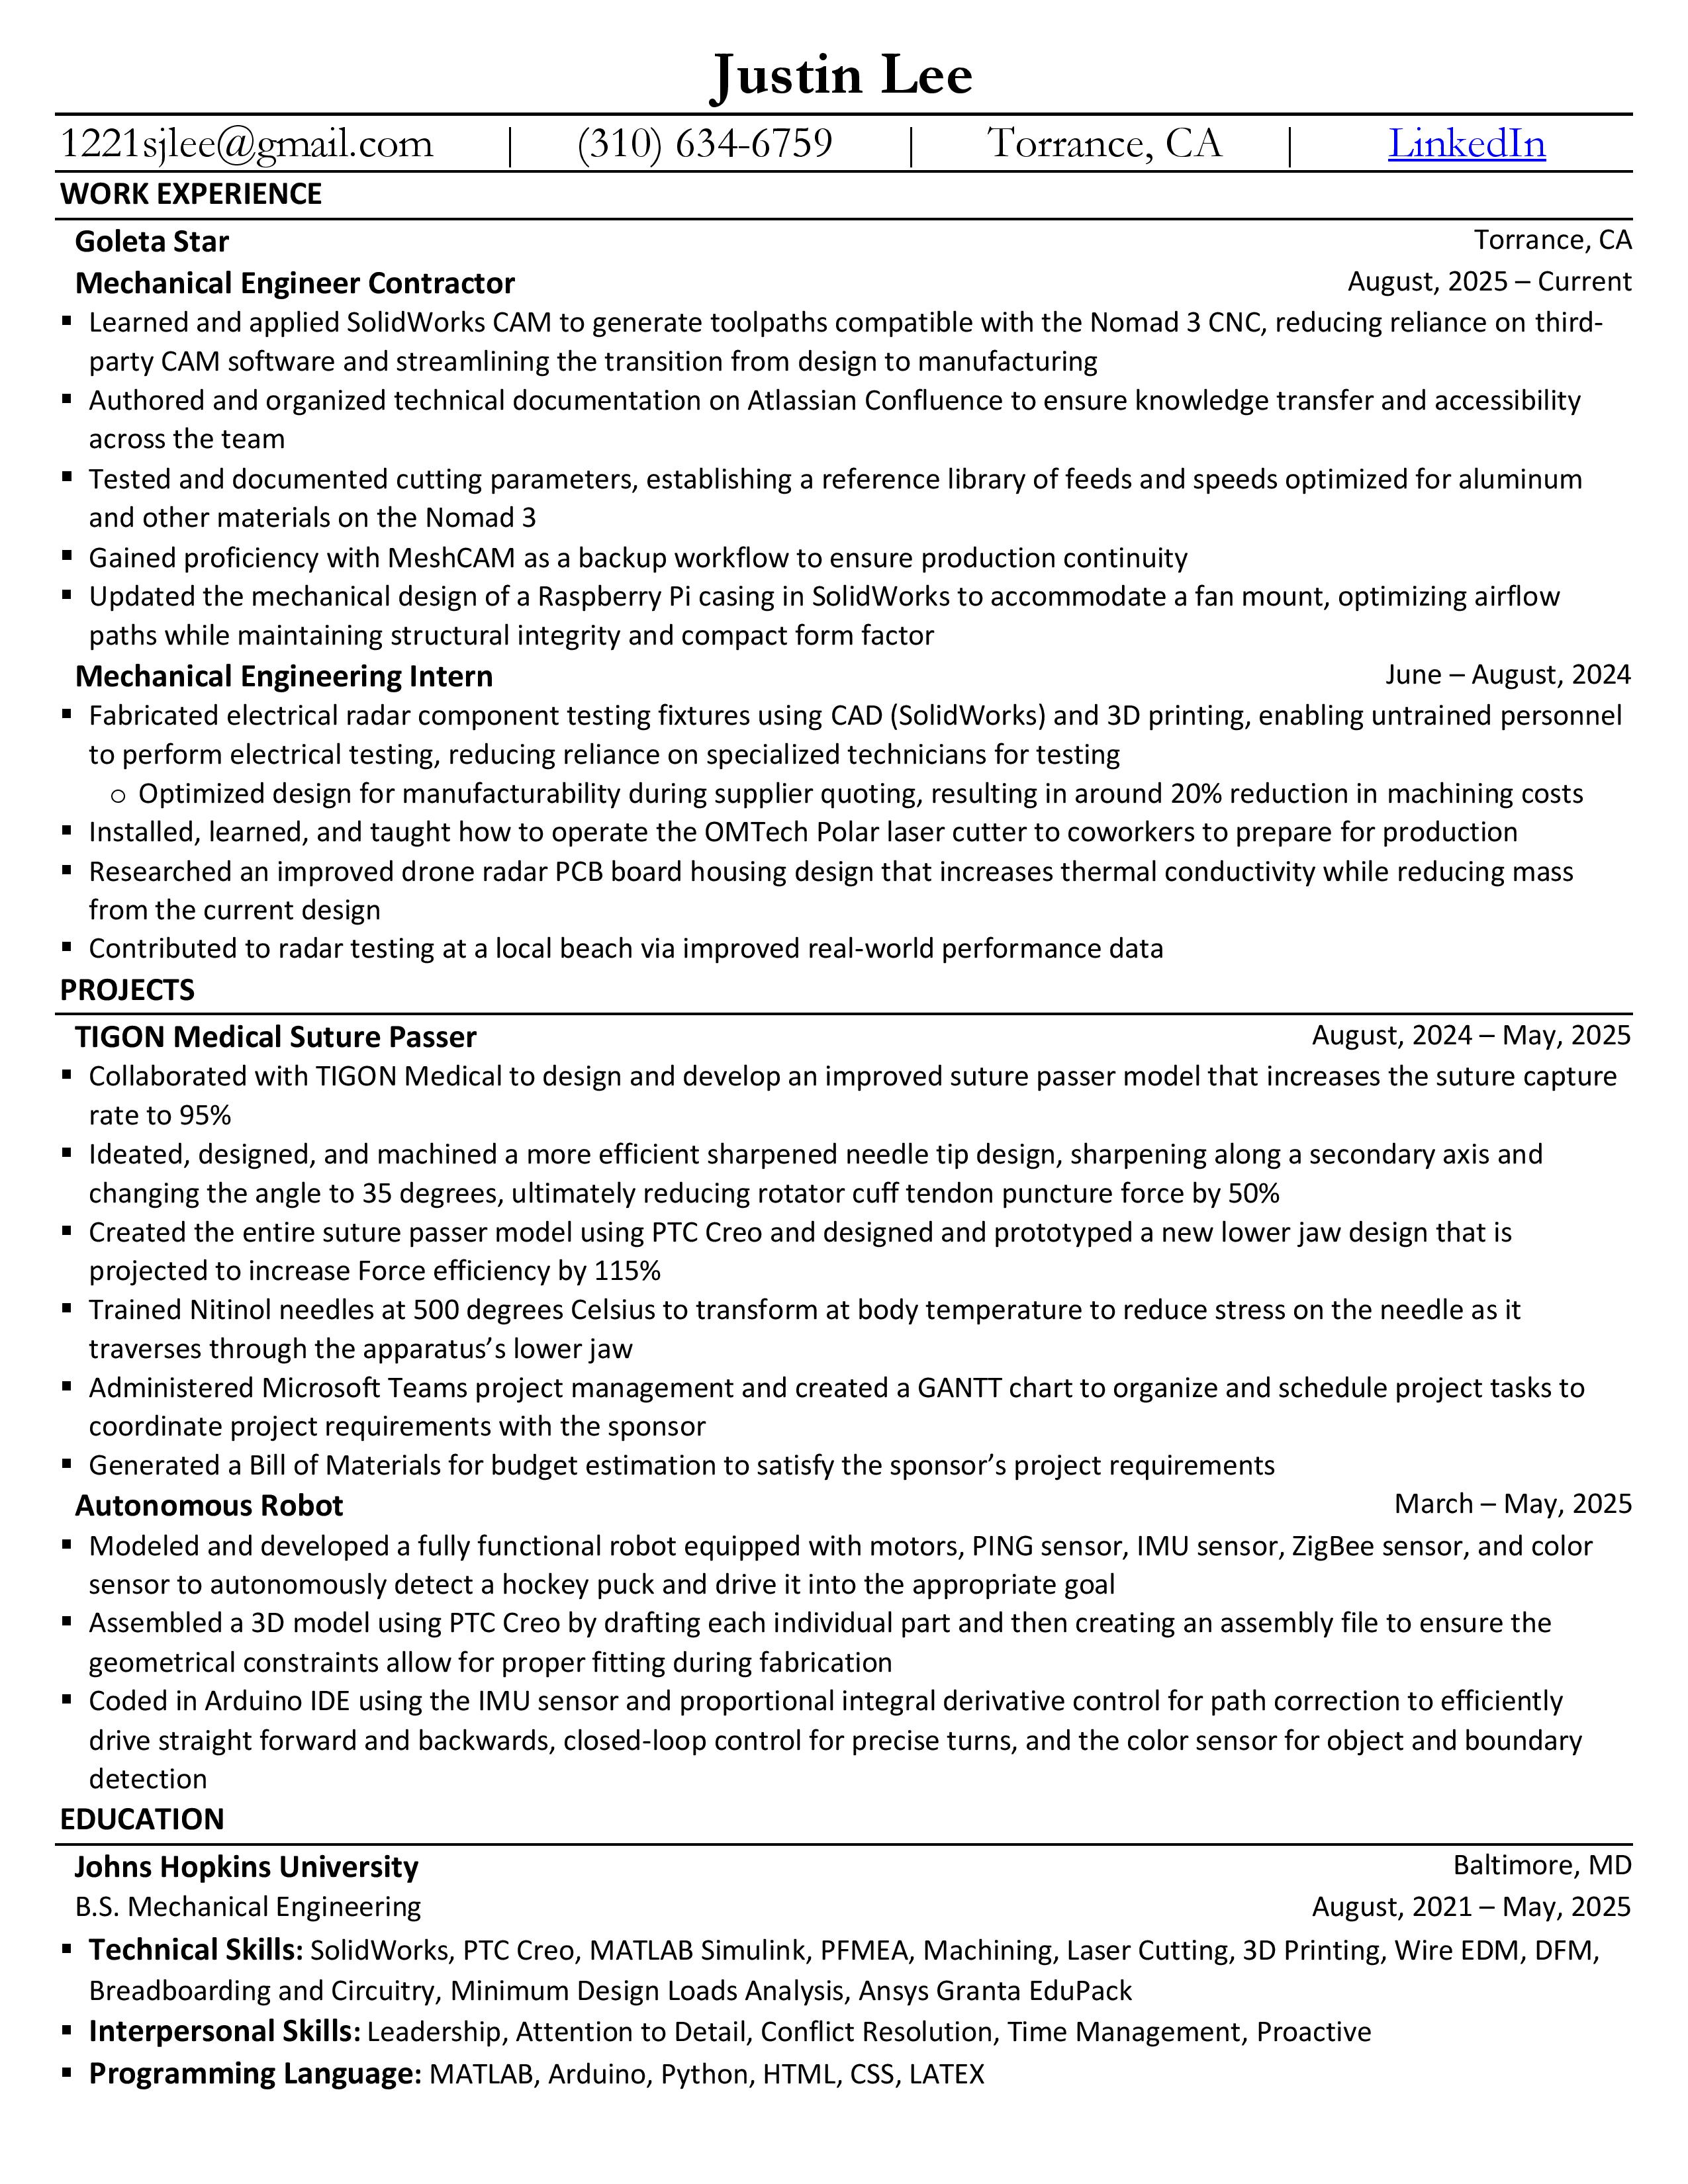 Justin Lee
1221sjlee@gmail.com | (310) 634-6759 | Torrance, CA | LinkedIn
WORK EXPERIENCE
Goleta Star Torrance, CA
Mechanical Engineer Contractor August, 2025 – Current
▪ Learned and applied SolidWorks CAM to generate toolpaths compatible with the Nomad 3 CNC, reducing reliance on third-
party CAM software and streamlining the transition from design to manufacturing
▪ Authored and organized technical documentation on Atlassian Confluence to ensure knowledge transfer and accessibility
across the team
▪ Tested and documented cutting parameters, establishing a reference library of feeds and speeds optimized for aluminum
and other materials on the Nomad 3
▪ Gained proficiency with MeshCAM as a backup workflow to ensure production continuity
▪ Updated the mechanical design of a Raspberry Pi casing in SolidWorks to accommodate a fan mount, optimizing airflow
paths while maintaining structural integrity and compact form factor
Mechanical Engineering Intern June – August, 2024
▪ Fabricated electrical radar component testing fixtures using CAD (SolidWorks) and 3D printing, enabling untrained personnel
to perform electrical testing, reducing reliance on specialized technicians for testing
o Optimized design for manufacturability during supplier quoting, resulting in around 20% reduction in machining costs
▪ Installed, learned, and taught how to operate the OMTech Polar laser cutter to coworkers to prepare for production
▪ Researched an improved drone radar PCB board housing design that increases thermal conductivity while reducing mass
from the current design
▪ Contributed to radar testing at a local beach via improved real-world performance data
PROJECTS
TIGON Medical Suture Passer August, 2024 – May, 2025
▪ Collaborated with TIGON Medical to design and develop an improved suture passer model that increases the suture capture
rate to 95%
▪ Ideated, designed, and machined a more efficient sharpened needle tip design, sharpening along a secondary axis and
changing the angle to 35 degrees, ultimately reducing rotator cuff tendon puncture force by 50%
▪ Created the entire suture passer model using PTC Creo and designed and prototyped a new lower jaw design that is
projected to increase Force efficiency by 115%
▪ Trained Nitinol needles at 500 degrees Celsius to transform at body temperature to reduce stress on the needle as it
traverses through the apparatus’s lower jaw
▪ Administered Microsoft Teams project management and created a GANTT chart to organize and schedule project tasks to
coordinate project requirements with the sponsor
▪ Generated a Bill of Materials for budget estimation to satisfy the sponsor’s project requirements
Autonomous Robot March – May, 2025
▪ Modeled and developed a fully functional robot equipped with motors, PING sensor, IMU sensor, ZigBee sensor, and color
sensor to autonomously detect a hockey puck and drive it into the appropriate goal
▪ Assembled a 3D model using PTC Creo by drafting each individual part and then creating an assembly file to ensure the
geometrical constraints allow for proper fitting during fabrication
▪ Coded in Arduino IDE using the IMU sensor and proportional integral derivative control for path correction to efficiently
drive straight forward and backwards, closed-loop control for precise turns, and the color sensor for object and boundary
detection
EDUCATION
Johns Hopkins University Baltimore, MD
B.S. Mechanical Engineering August, 2021 – May, 2025
▪ Technical Skills: SolidWorks, PTC Creo, MATLAB Simulink, PFMEA, Machining, Laser Cutting, 3D Printing, Wire EDM, DFM,
Breadboarding and Circuitry, Minimum Design Loads Analysis, Ansys Granta EduPack
▪ Interpersonal Skills: Leadership, Attention to Detail, Conflict Resolution, Time Management, Proactive
▪ Programming Language: MATLAB, Arduino, Python, HTML, CSS, LATEX